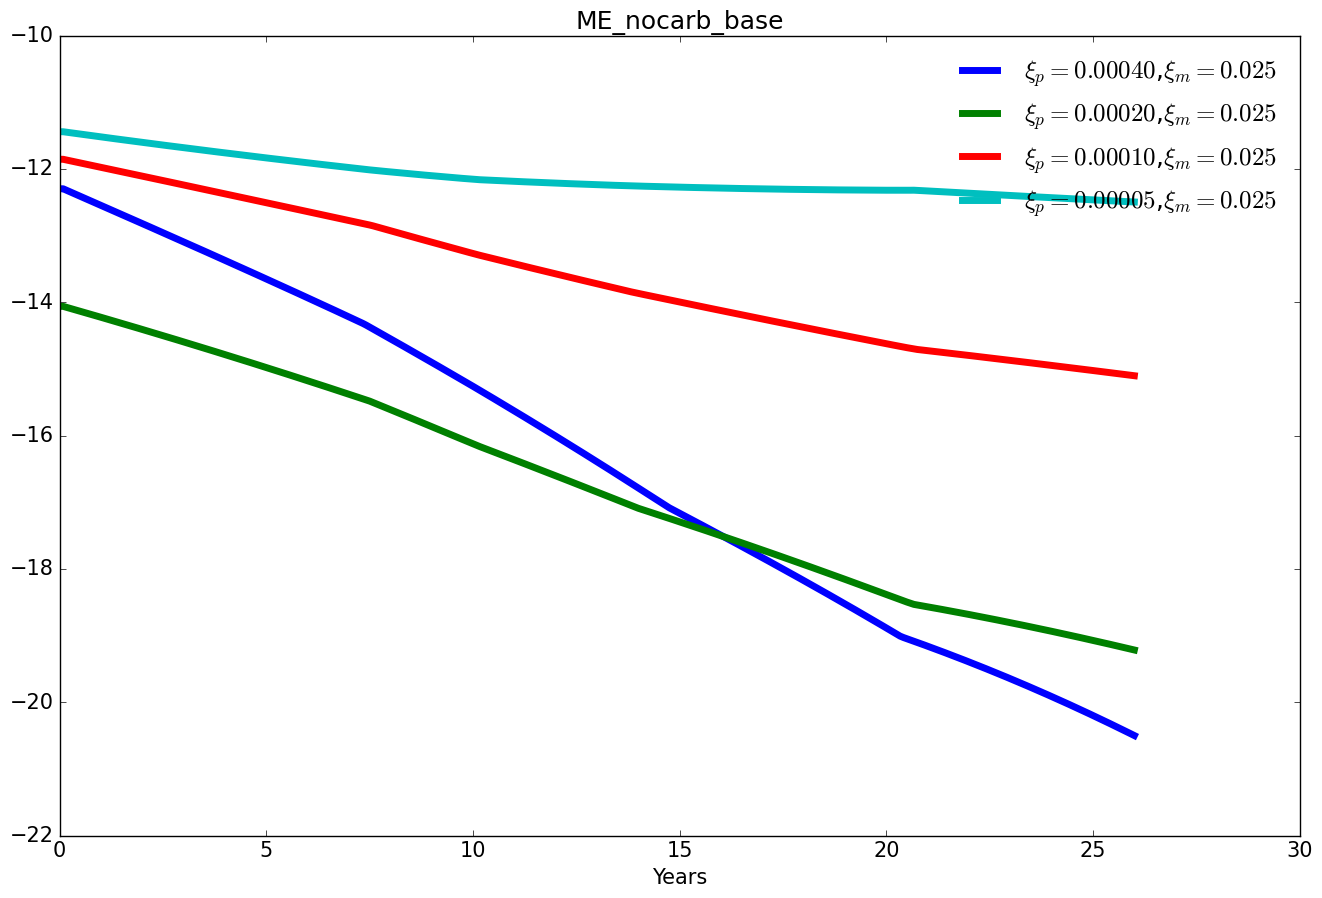 ME_nocarb_base
ξp = 0.00040,ξm = 0.025
ξp = 0.00020,ξm = 0.025
ξp = 0.00010,ξm = 0.025
ξp = 0.00005,ξm = 0.025
−10
−12
−14
−16
−18
−20
−22
0 5 10 15 20 25 30
Years